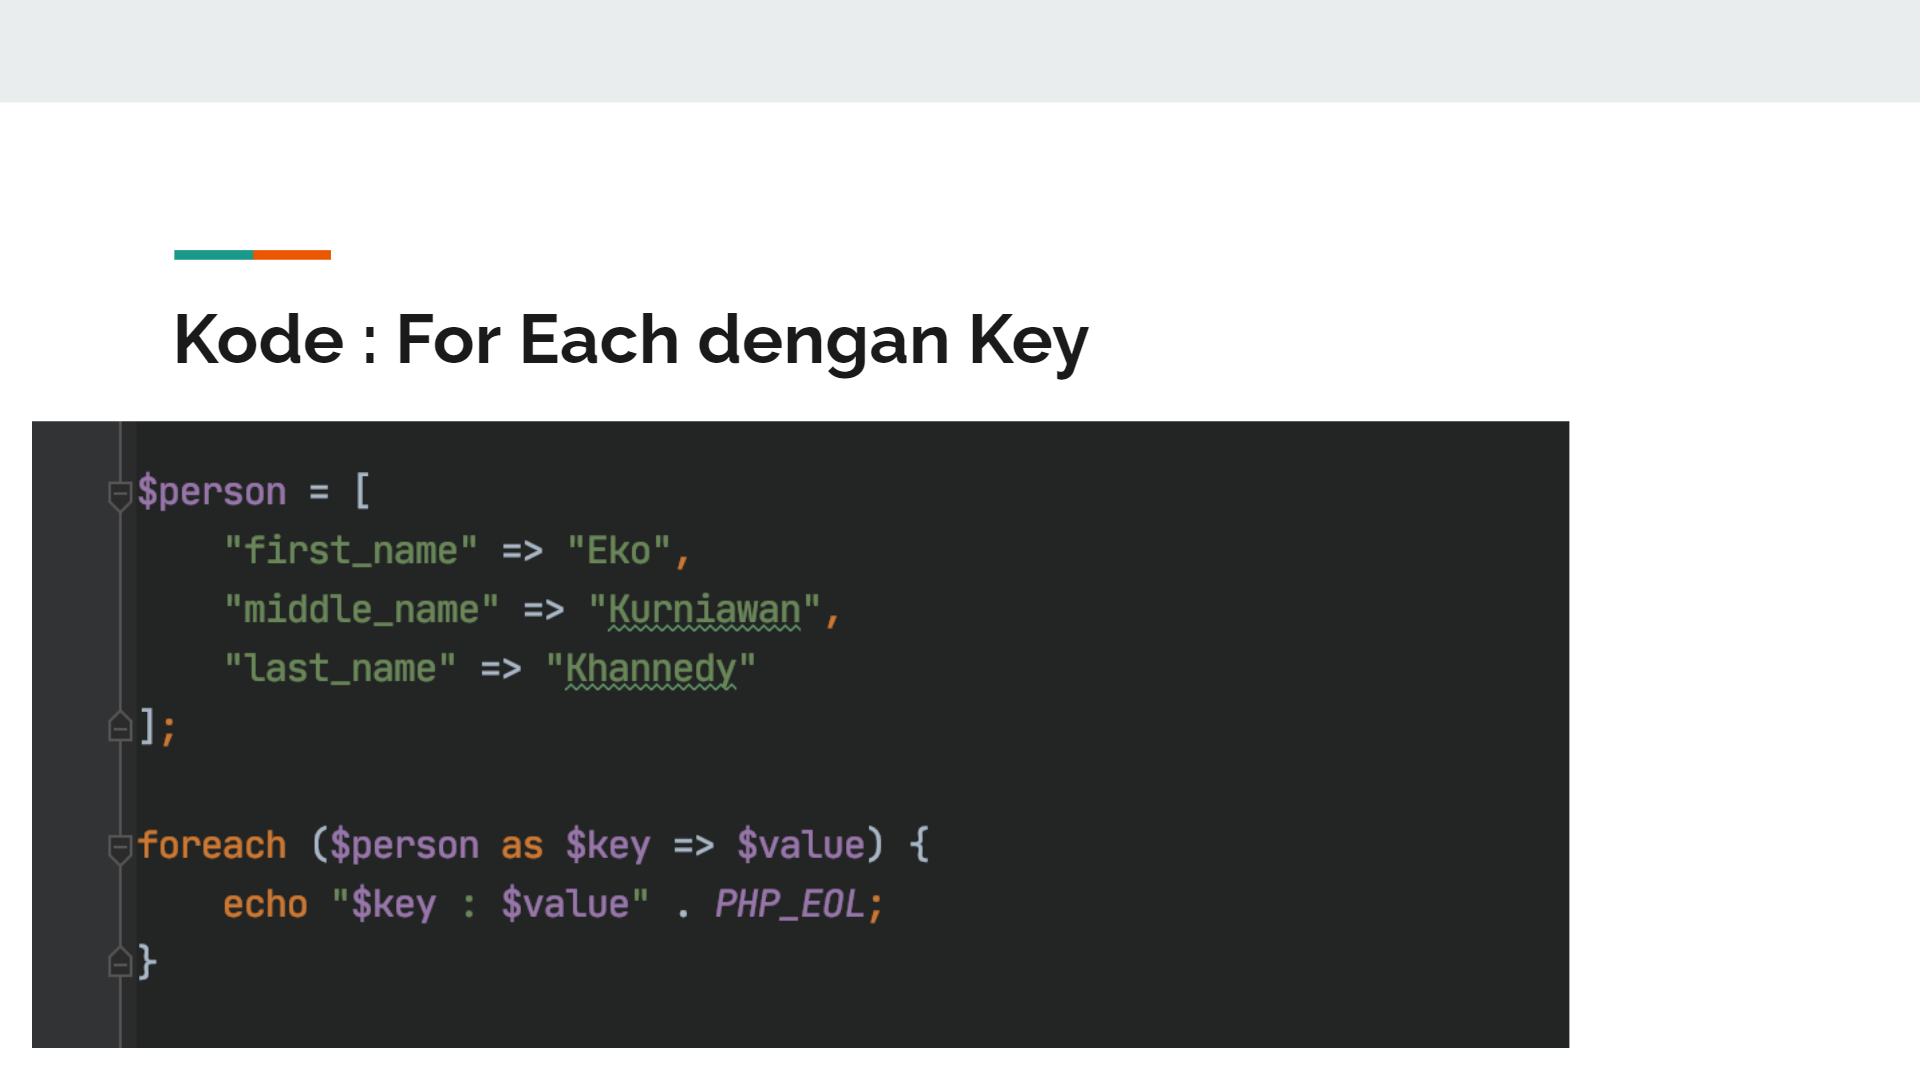 Kode : For Each dengan Key
$person = [
    "first_name" => "Eko",
    "middle_name" => "Kurniawan",
    "last_name" => "Khannedy"
];
foreach ($person as $key => $value) {
    echo "$key : $value" . PHP_EOL;
}